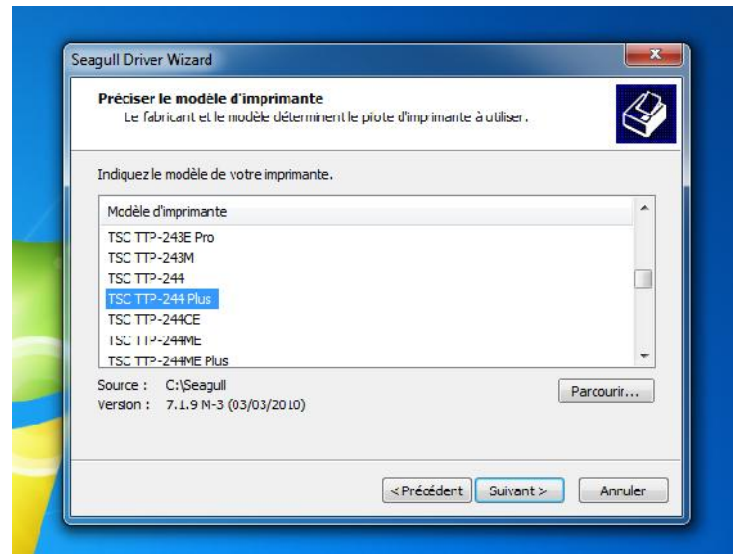 Seagull Driver Wizard
Préciser le modèle d'imprimante
Le fabricant et le modèle déterminent le pilote d'imprimante à utiliser.
Indiquez le modèle de votre imprimante.
Modèle d'imprimante
TSC TTP-243E Pro
TSC TTP-243M
TSC TTP-244
TSC TTP-244 Plus
TSC TTP-244CE
TSC TTP-244ME
TSC TTP-244ME Plus
Source : C:\Seagull
Parcourir...
Version : 7.1.9 M-3 (03/03/2010)
< Précédent
Suivant >
Annuler